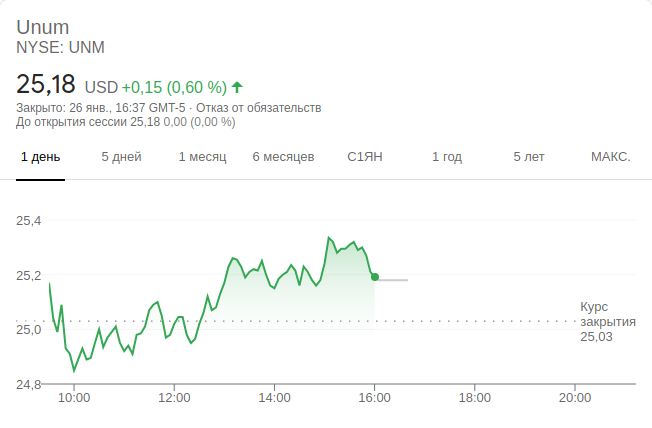 Unum
NYSE: UNM
25,18 USD +0,15 (0,60 %)
Закрыто: 26 янв., 16:37 GMT-5 · Отказ от обязательств
До открытия сессии 25,18 0,00 (0,00 %)
1 день 5 дней 1 месяц 6 месяцев С1ЯН 1 год 5 лет МАКС.
25,4
25,2
25,0
24,8
Курс
закрытия
25,03
10:00 12:00 14:00 16:00 18:00 20:00